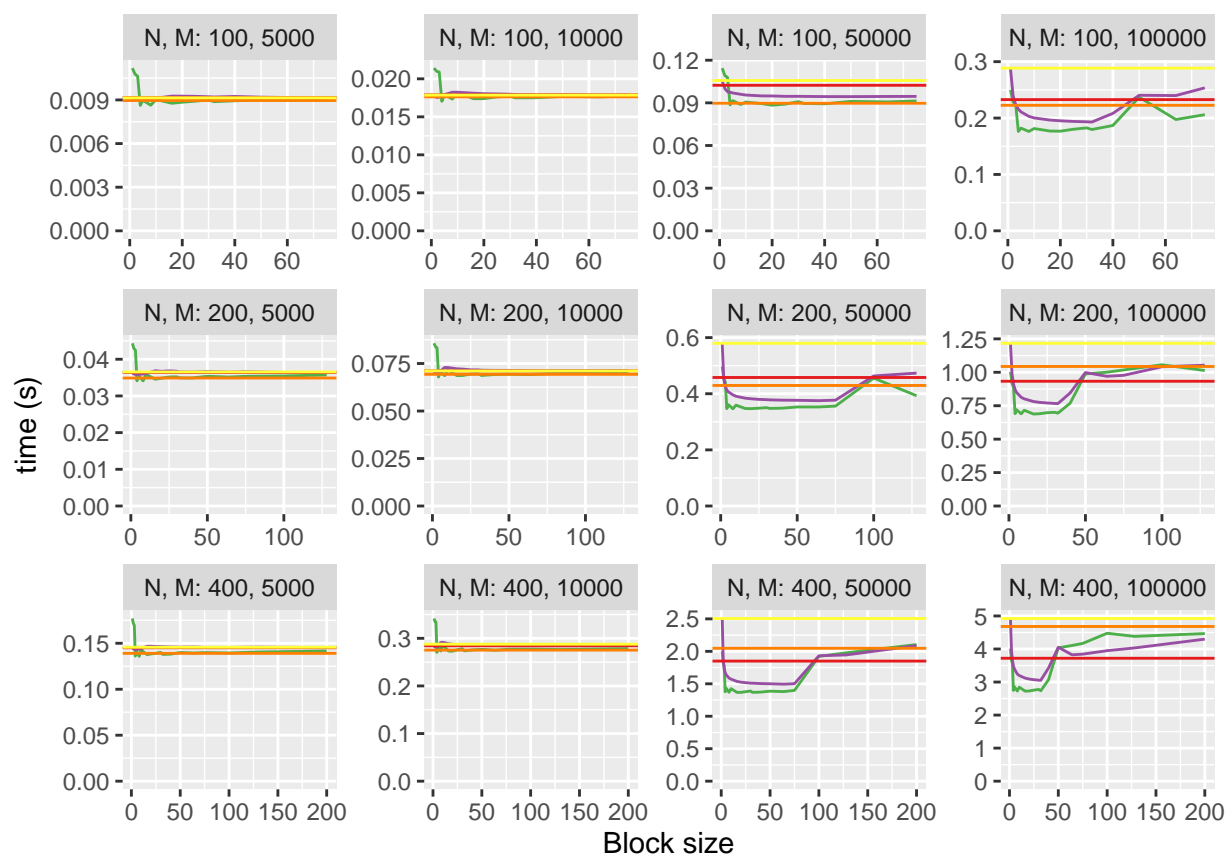 N, M: 100, 5000
N, M: 100, 10000
N, M: 100, 50000
N, M: 100, 100000
0.009
0.006
0.003
0.000
0 20 40 60
0.020
0.015
0.010
0.005
0.000
0 20 40 60
0.12
0.09
0.06
0.03
0.00
0 20 40 60
0.3
0.2
0.1
0.0
0 20 40 60
N, M: 200, 5000
N, M: 200, 10000
N, M: 200, 50000
N, M: 200, 100000
time (s)
0.04
0.03
0.02
0.01
0.00
0 50 100
0.075
0.050
0.025
0.000
0 50 100
0.6
0.4
0.2
0.0
0 50 100
1.25
1.00
0.75
0.50
0.25
0.00
0 50 100
N, M: 400, 5000
N, M: 400, 10000
N, M: 400, 50000
N, M: 400, 100000
0.15
0.10
0.05
0.00
0 50 100 150 200
0.3
0.2
0.1
0.0
0 50 100 150 200
2.5
2.0
1.5
1.0
0.5
0.0
0 50 100 150 200
5
4
3
2
1
0
0 50 100 150 200
Block size